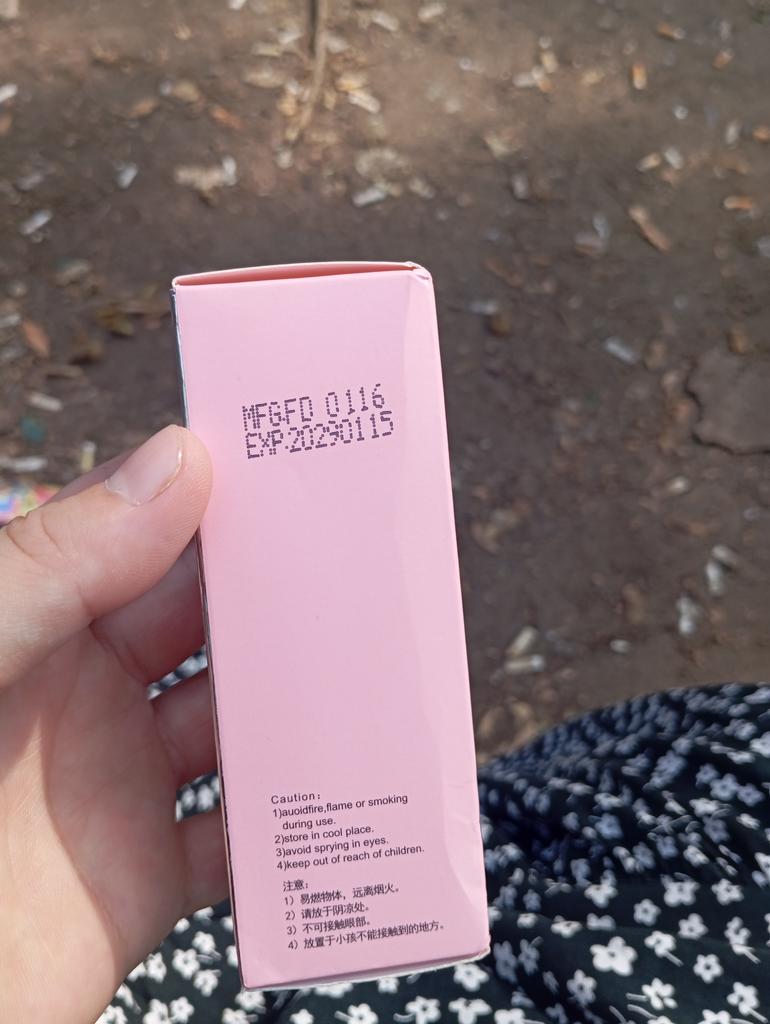 MFG.FD 0116
EXP.20290115
Caution：
1)auoidfire,flame or smoking
during use.
2)store in cool place.
3)avoid sprying in eyes.
4)keep out of reach of children.
注意：
1）易燃物体，远离烟火。
2）请放于阴凉处。
3）不可接触眼部。
4）放置于小孩不能接触到的地方。